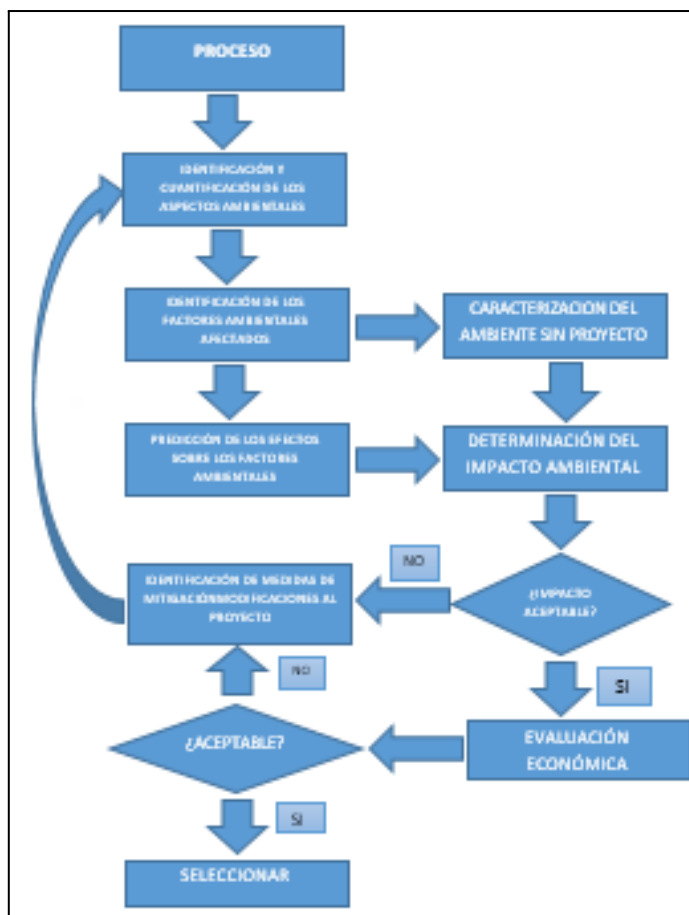 PROCESO
IDENTIFICACIÓN Y
CUANTIFICACIÓN DE LOS
ASPECTOS AMBIENTALES
IDENTIFICACIÓN DE LOS
FACTORES AMBIENTALES
AFECTADOS
CARACTERIZACION DEL
AMBIENTE SIN PROYECTO
PREDICCIÓN DE LOS EFECTOS
SOBRE LOS FACTORES
AMBIENTALES
DETERMINACIÓN DEL
IMPACTO AMBIENTAL
IDENTIFICACIÓN DE MEDIDAS DE
MITIGACIÓNMODIFICACIONES AL
PROYECTO
NO
¿IMPACTO
ACEPTABLE?
NO
SI
¿ACEPTABLE?
EVALUACIÓN
ECONÓMICA
SI
SELECCIONAR